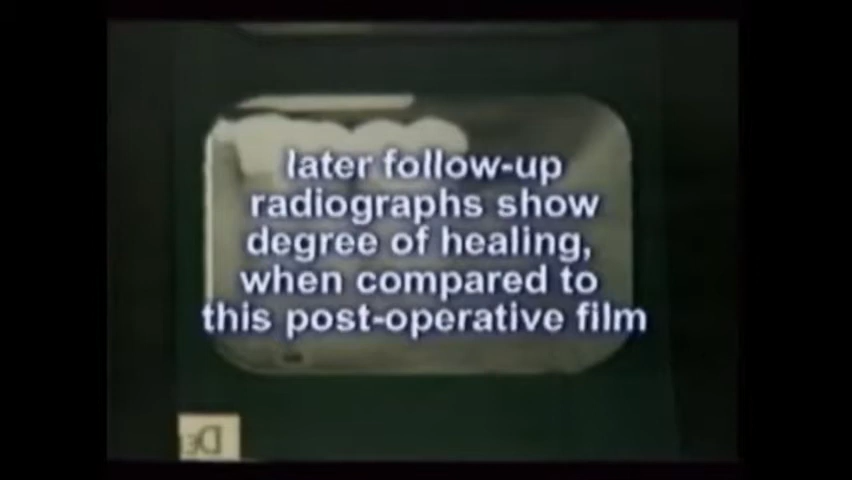 later follow-up
radiographs show
degree of healing,
when compared to
this post-operative film